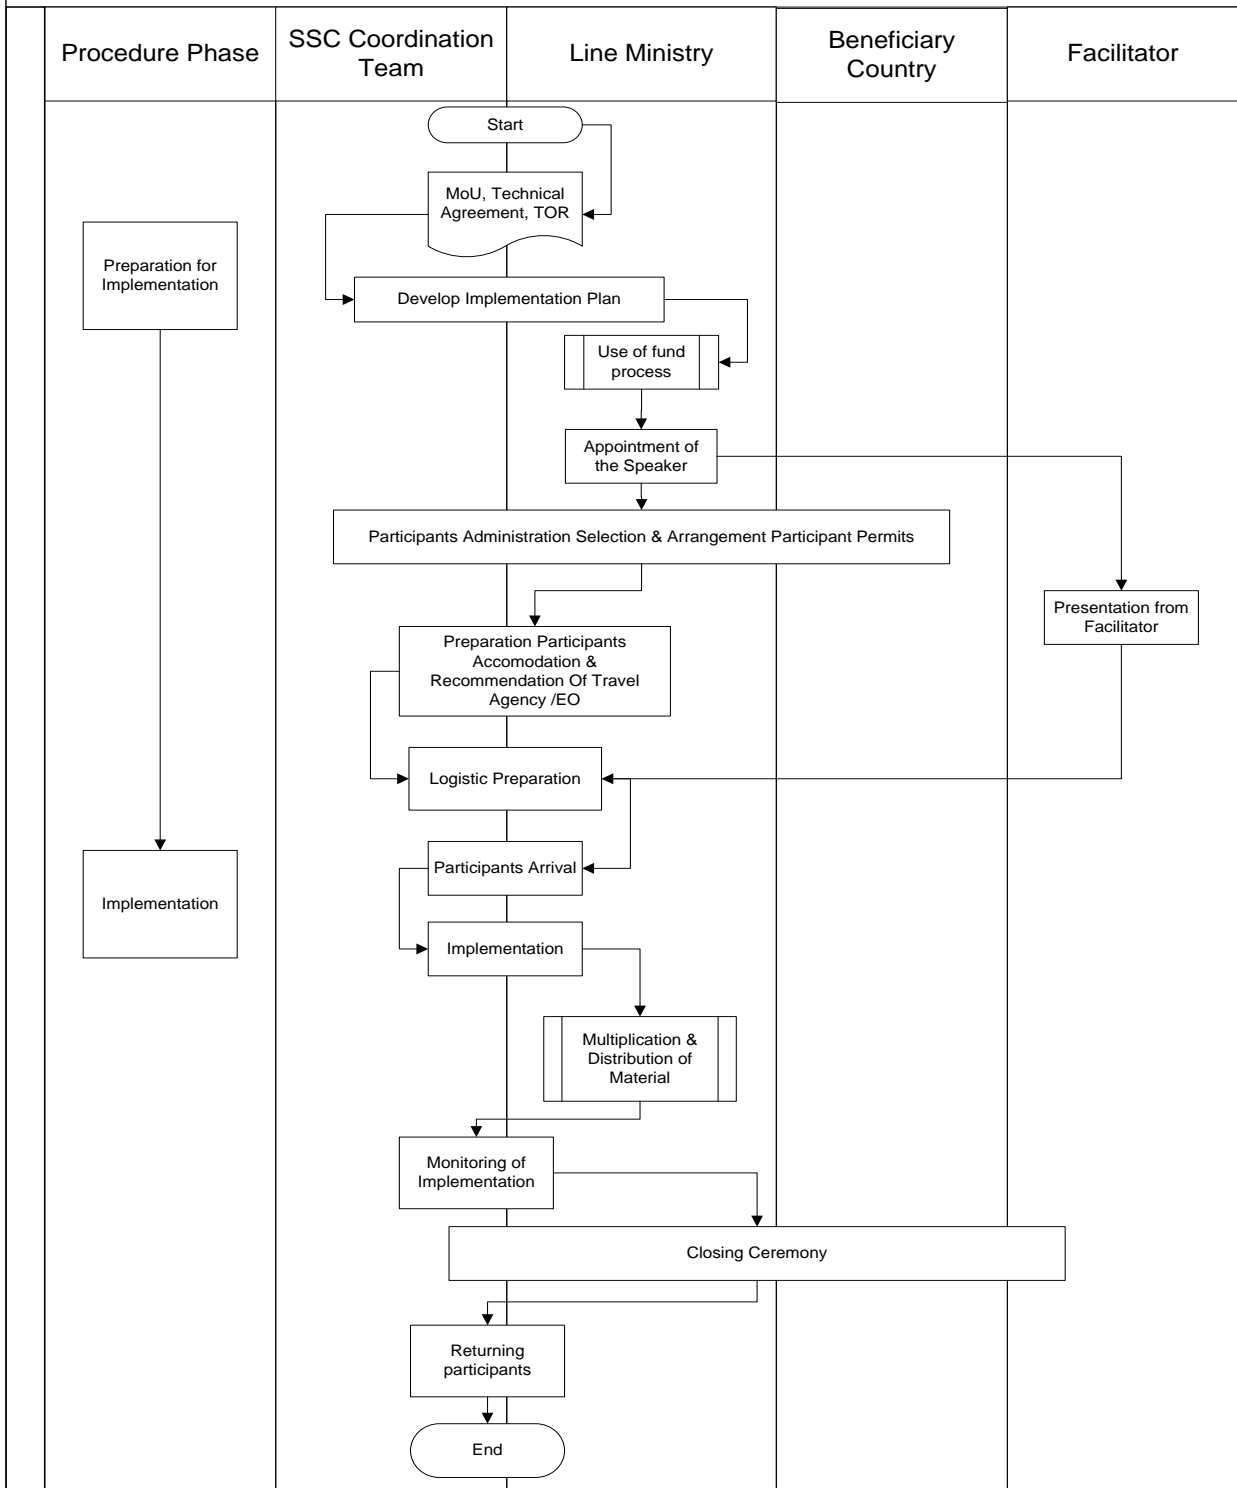 Procedure Phase
SSC Coordination
Team
Line Ministry
Beneficiary
Country
Facilitator
Start
MoU, Technical
Agreement, TOR
Preparation for
Implementation
Develop Implementation Plan
Use of fund
process
Appointment of
the Speaker
Participants Administration Selection & Arrangement Participant Permits
Presentation from
Facilitator
Preparation Participants
Accomodation &
Recommendation Of Travel
Agency /EO
Logistic Preparation
Participants Arrival
Implementation
Implementation
Multiplication &
Distribution of
Material
Monitoring of
Implementation
Closing Ceremony
Returning
participants
End